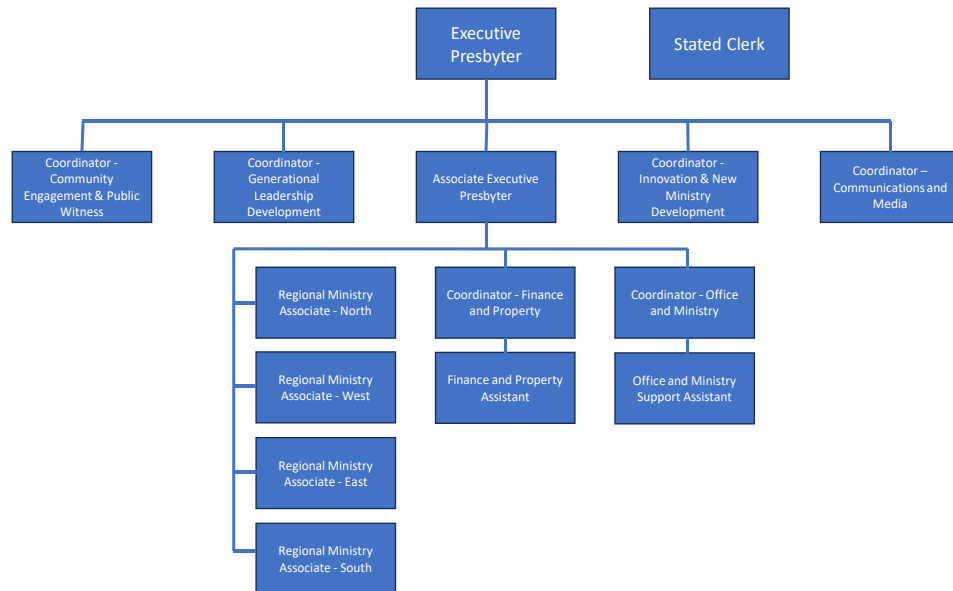 Executive
Presbyter
Stated Clerk
Coordinator -
Community
Engagement & Public
Witness
Coordinator -
Generational
Leadership
Development
Associate Executive
Presbyter
Coordinator -
Innovation & New
Ministry
Development
Coordinator –
Communications and
Media
Regional Ministry
Associate - North
Coordinator - Finance
and Property
Coordinator - Office
and Ministry
Regional Ministry
Associate - West
Finance and Property
Assistant
Office and Ministry
Support Assistant
Regional Ministry
Associate - East
Regional Ministry
Associate - South